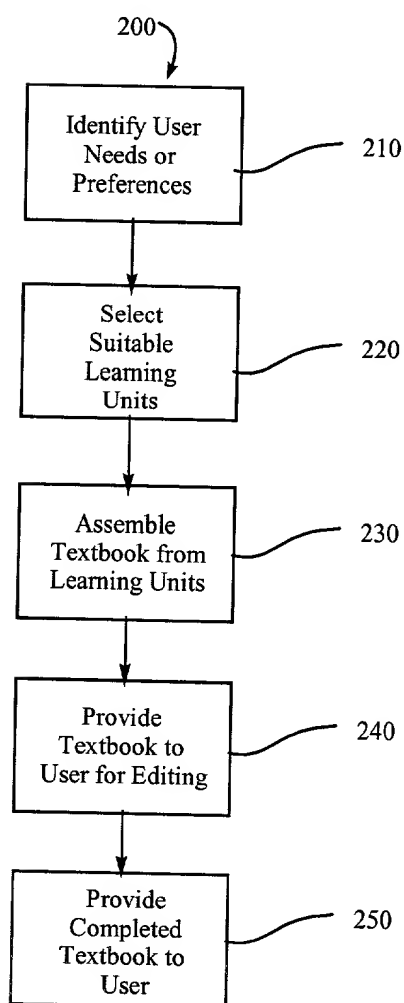 200
Identify User
Needs or
Preferences
210
Select
Suitable
Learning
Units
220
Assemble
Textbook from
Learning Units
230
Provide
Textbook to
User for Editing
240
Provide
Completed
Textbook to
User
250